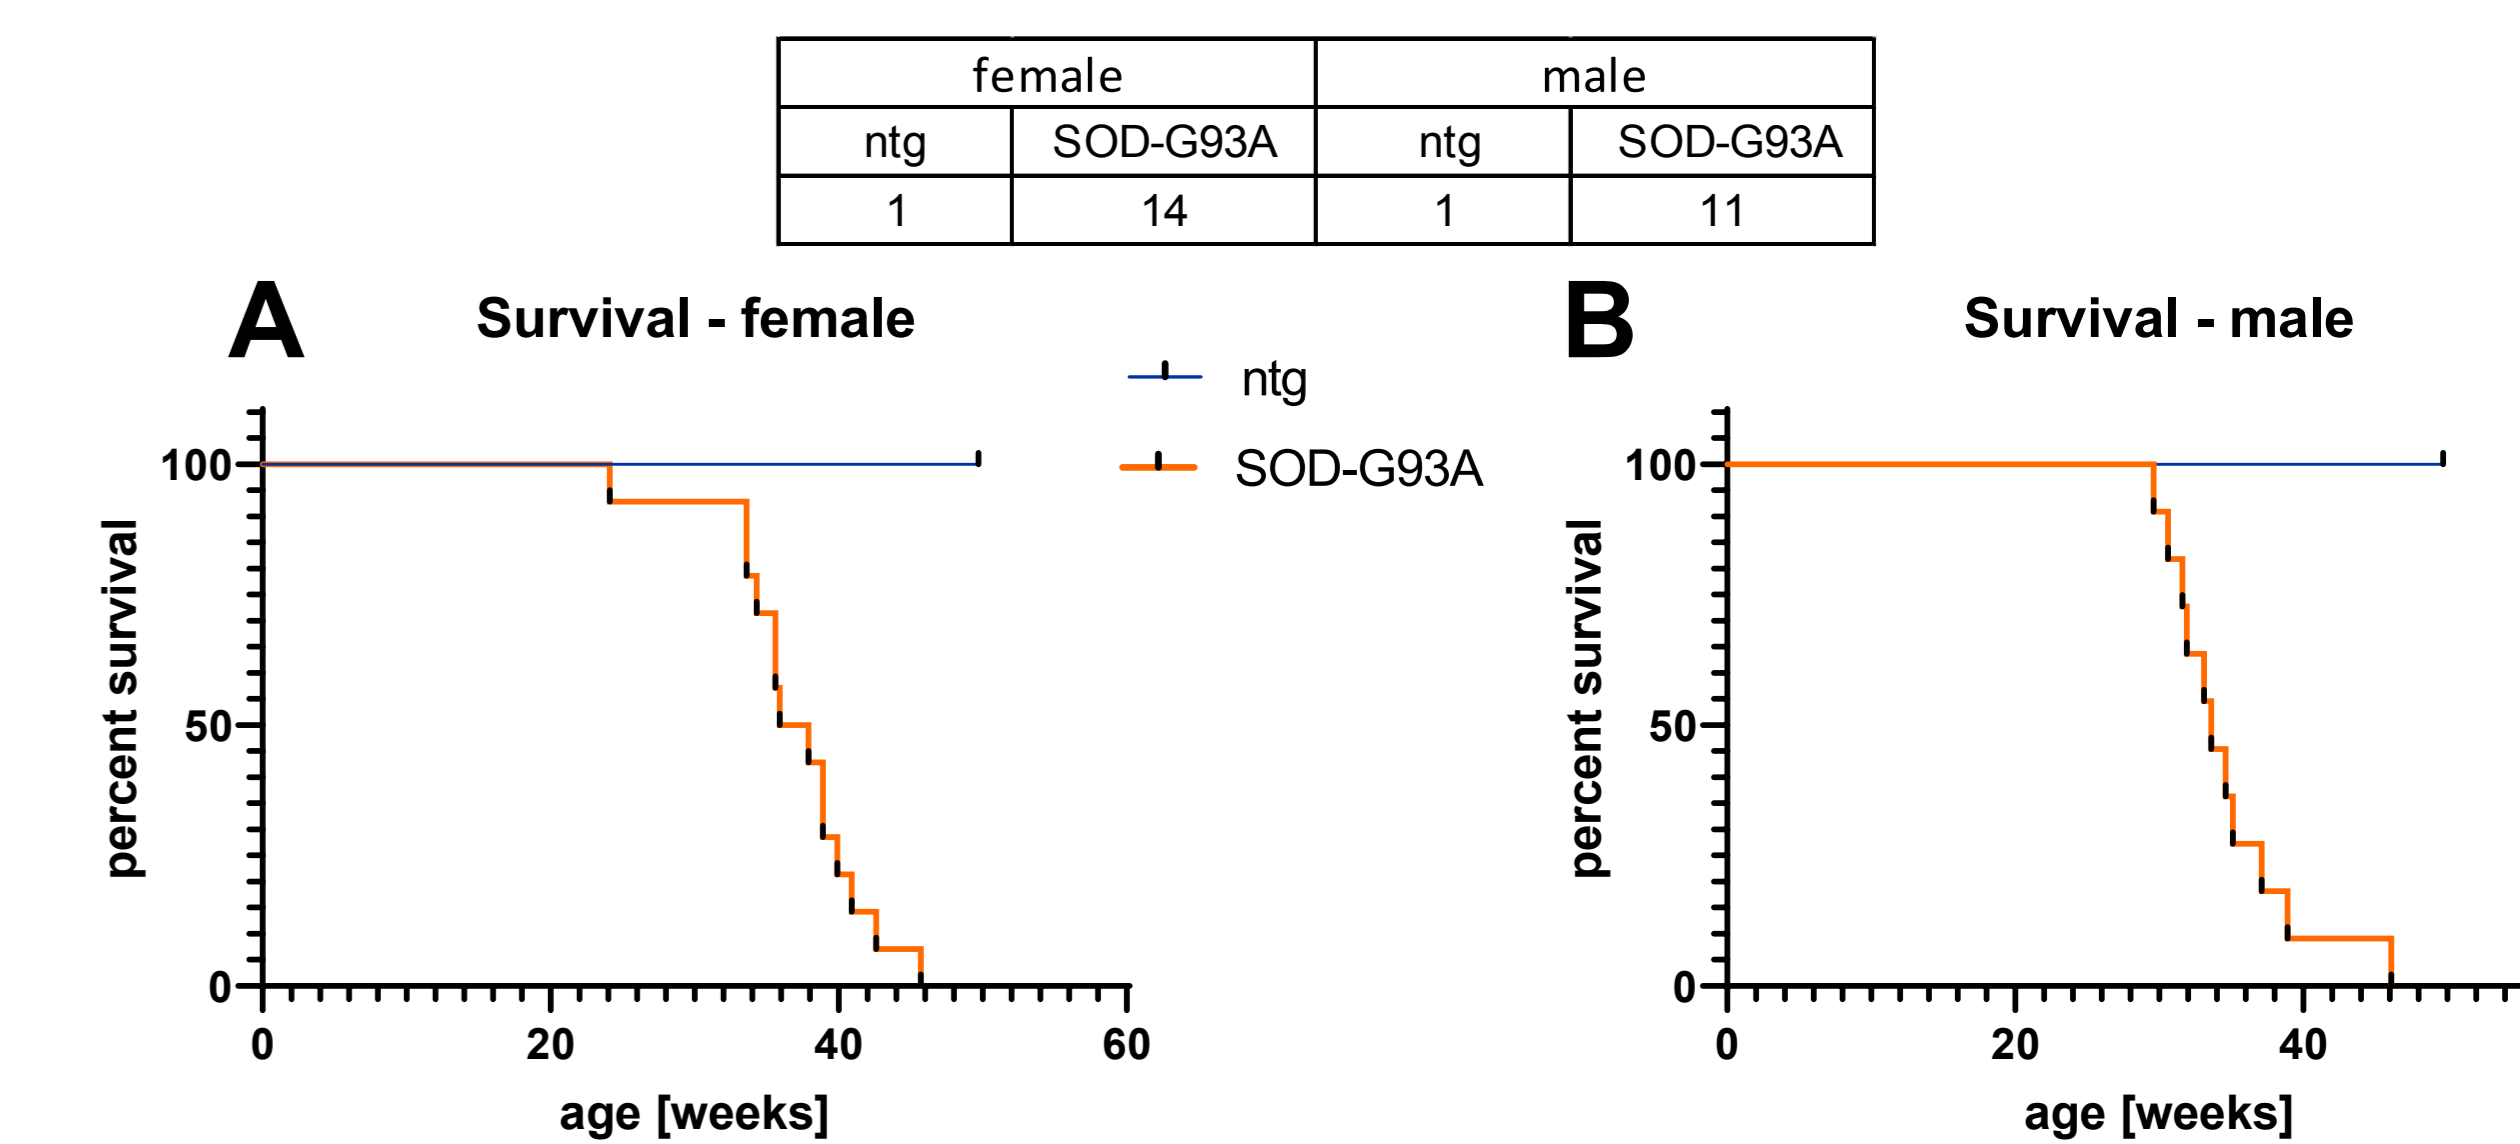 female male
ntg SOD-G93A ntg SOD-G93A
1 14 1 11
A Survival - female
B Survival - male
ntg
SOD-G93A
percent survival
100
50
0
0 20 40 60
age [weeks]
percent survival
100
50
0
0 20 40
age [weeks]